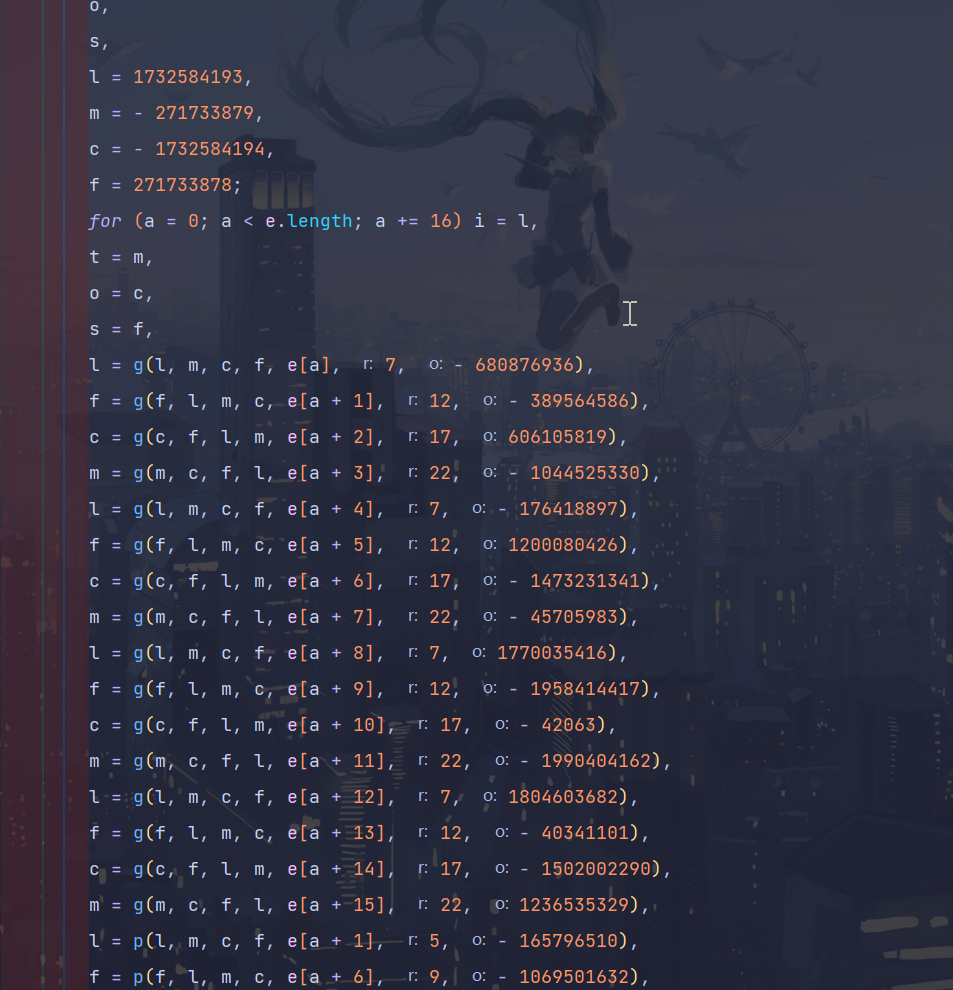 o,
s,
l = 1732584193,
m = - 271733879,
c = - 1732584194,
f = 271733878;
for (a = 0; a < e.length; a += 16) i = l,
t = m,
o = c,
s = f,
l = g(l, m, c, f, e[a], r: 7, o: - 680876936),
f = g(f, l, m, c, e[a + 1], r: 12, o: - 389564586),
c = g(c, f, l, m, e[a + 2], r: 17, o: 606105819),
m = g(m, c, f, l, e[a + 3], r: 22, o: - 1044525330),
l = g(l, m, c, f, e[a + 4], r: 7, o: - 176418897),
f = g(f, l, m, c, e[a + 5], r: 12, o: 1200080426),
c = g(c, f, l, m, e[a + 6], r: 17, o: - 1473231341),
m = g(m, c, f, l, e[a + 7], r: 22, o: - 45705983),
l = g(l, m, c, f, e[a + 8], r: 7, o: 1770035416),
f = g(f, l, m, c, e[a + 9], r: 12, o: - 1958414417),
c = g(c, f, l, m, e[a + 10], r: 17, o: - 42063),
m = g(m, c, f, l, e[a + 11], r: 22, o: - 1990404162),
l = g(l, m, c, f, e[a + 12], r: 7, o: 1804603682),
f = g(f, l, m, c, e[a + 13], r: 12, o: - 40341101),
c = g(c, f, l, m, e[a + 14], r: 17, o: - 1502002290),
m = g(m, c, f, l, e[a + 15], r: 22, o: 1236535329),
l = p(l, m, c, f, e[a + 1], r: 5, o: - 165796510),
f = p(f, l, m, c, e[a + 6], r: 9, o: - 1069501632),